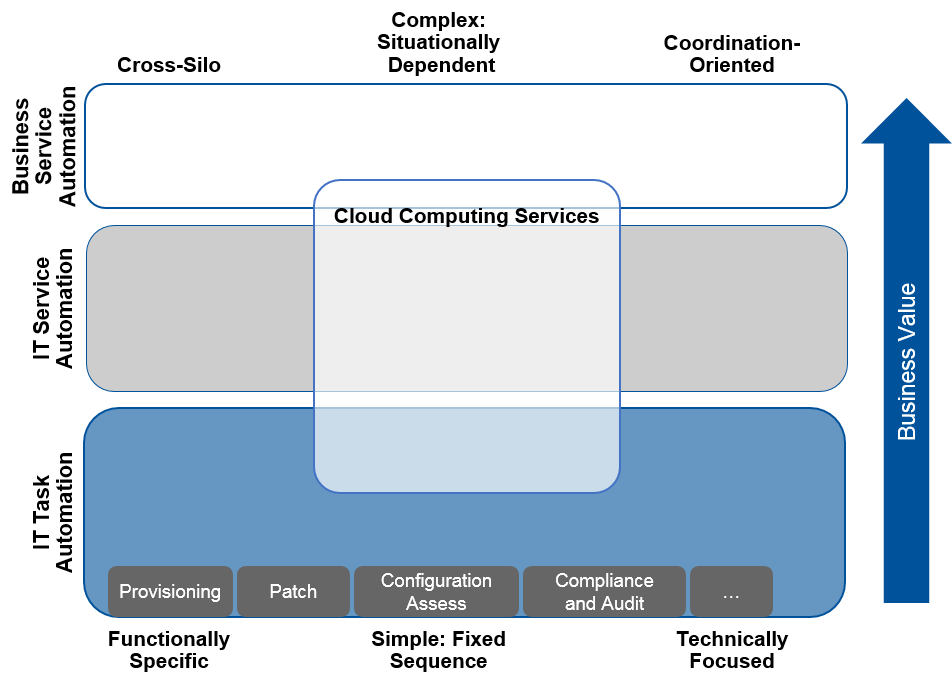 Complex:
Situationally
Dependent
Cross-Silo
Coordination-
Oriented
Business
Service
Automation
Cloud Computing Services
IT Service
Automation
Business Value
IT Task
Automation
Provisioning
Patch
Configuration
Assess
Compliance
and Audit
...
Functionally
Specific
Simple: Fixed
Sequence
Technically
Focused